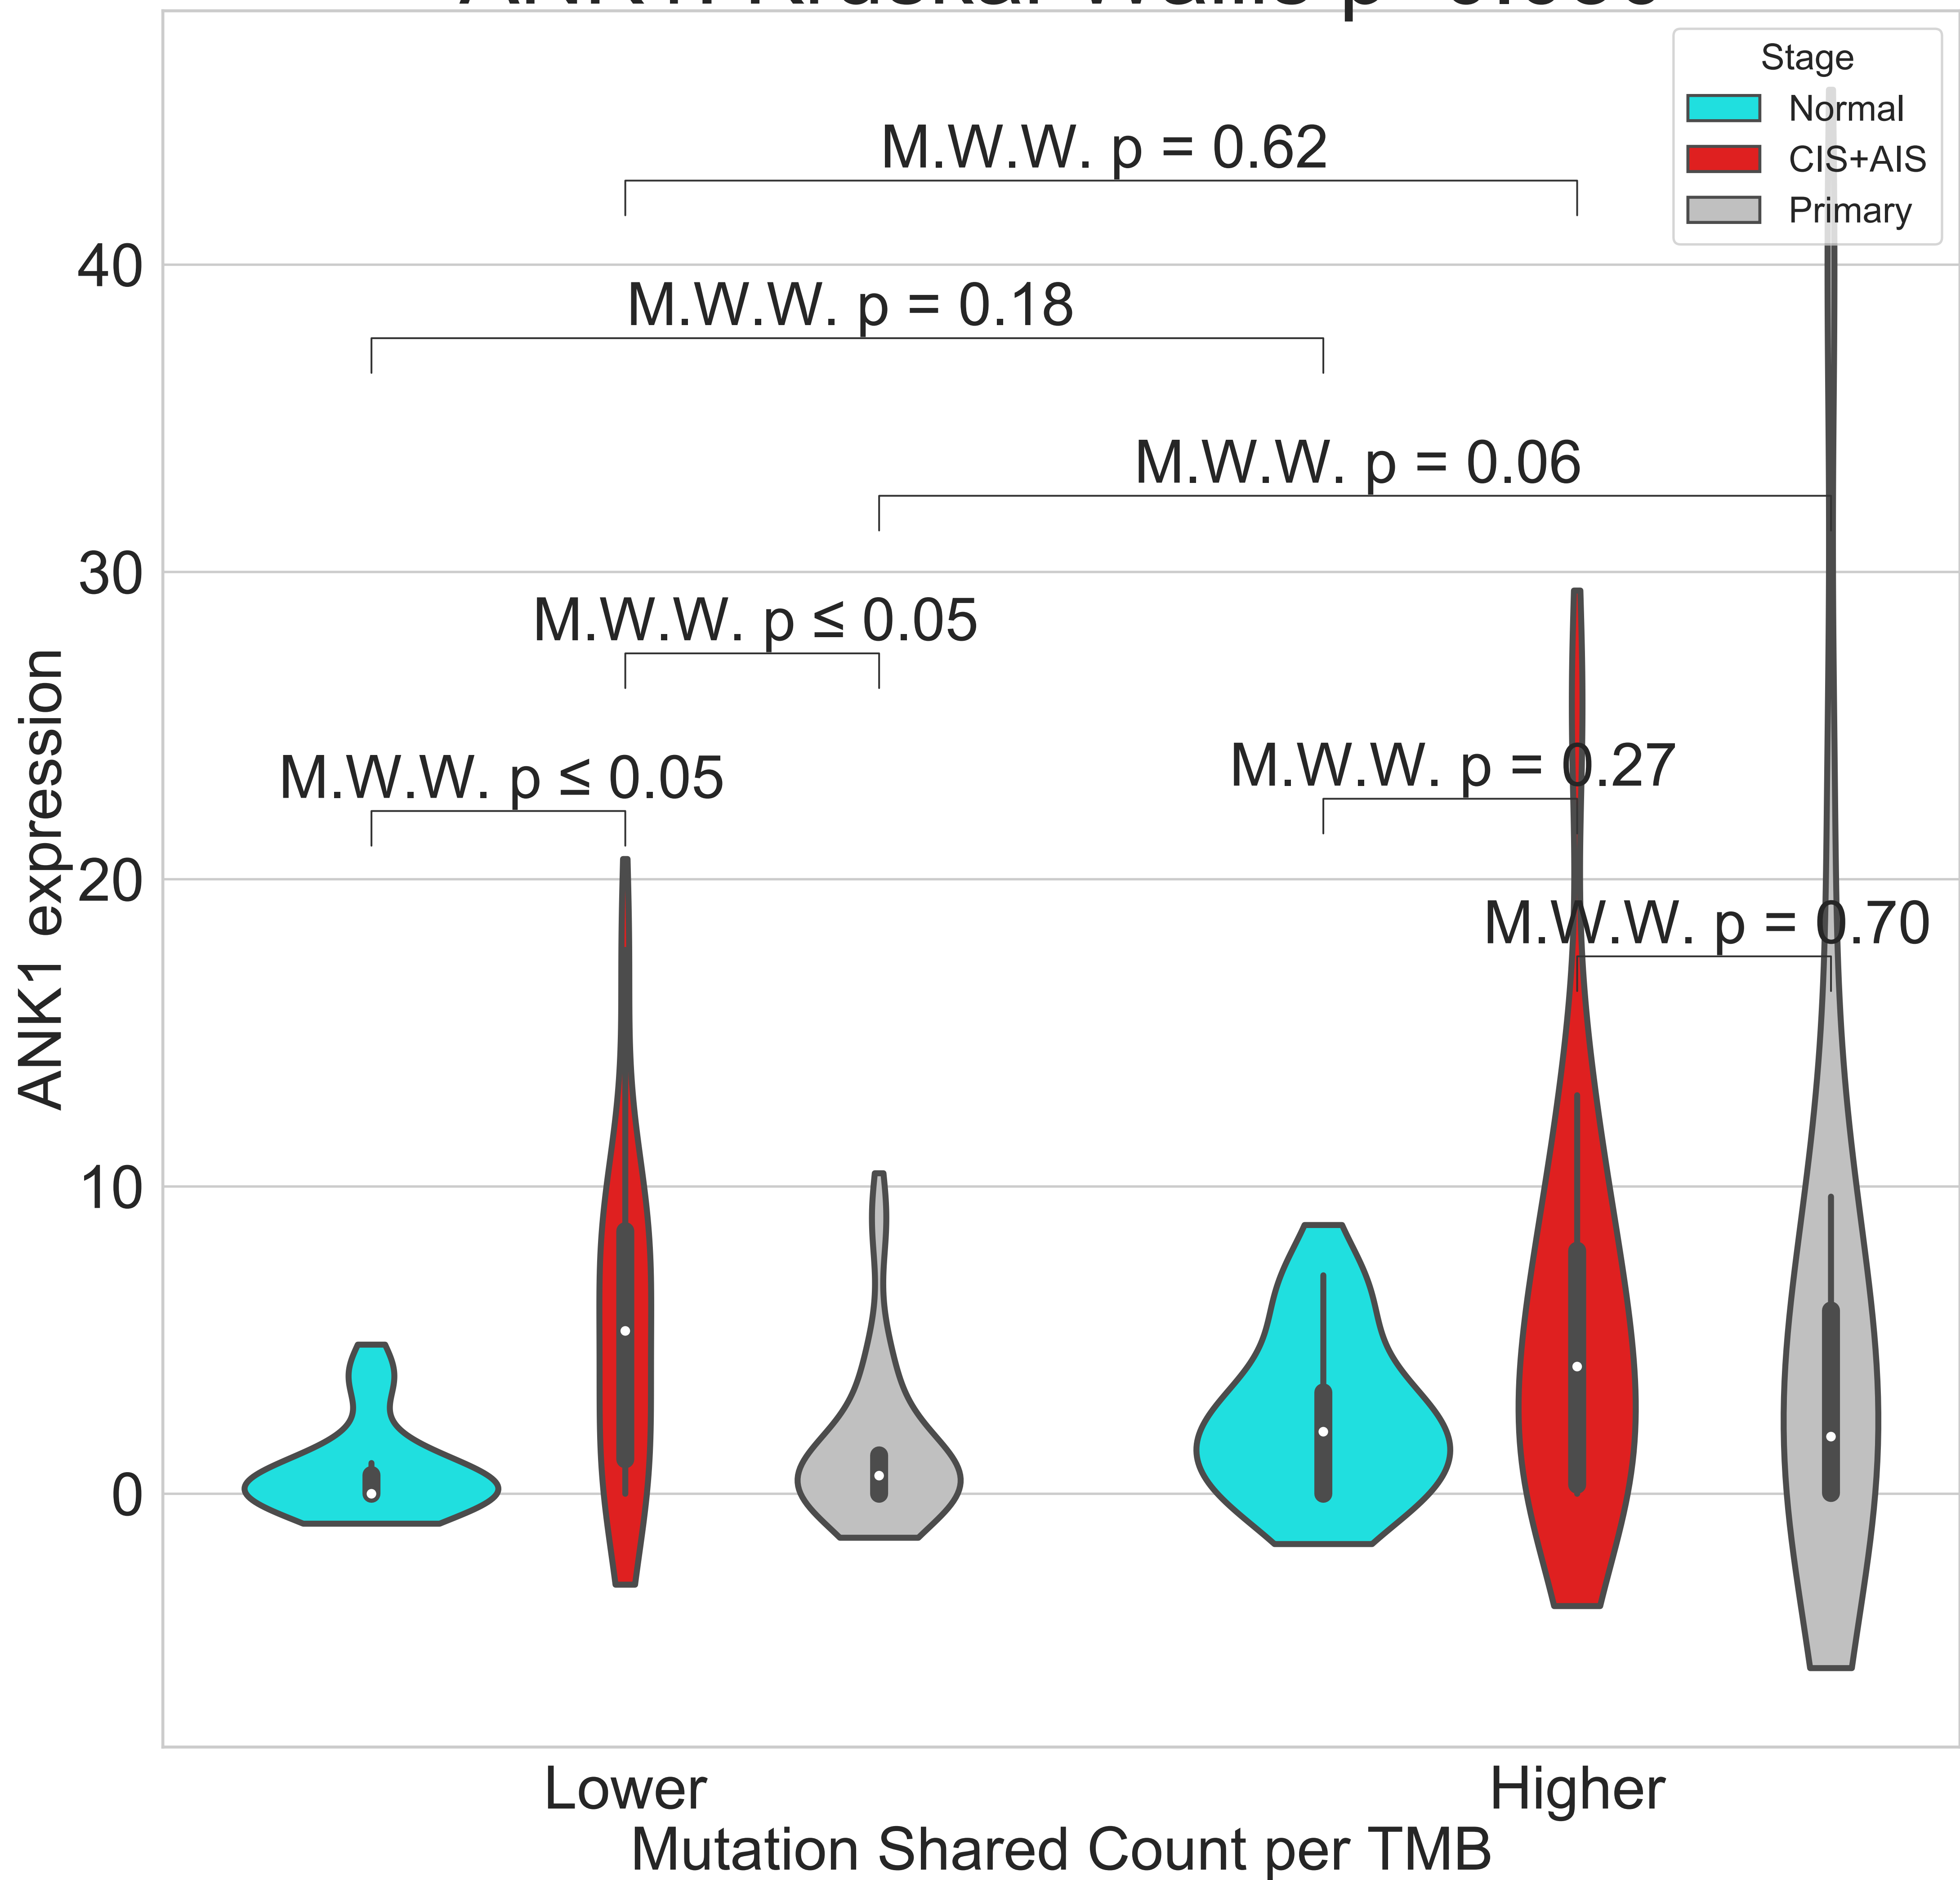 Stage
Normal
CIS+AIS
Primary
M.W.W. p = 0.62
40
M.W.W. p = 0.18
M.W.W. p = 0.06
30
M.W.W. p ≤ 0.05
M.W.W. p ≤ 0.05
M.W.W. p = 0.27
20
M.W.W. p = 0.70
ANK1 expression
10
0
Lower
Higher
Mutation Shared Count per TMB